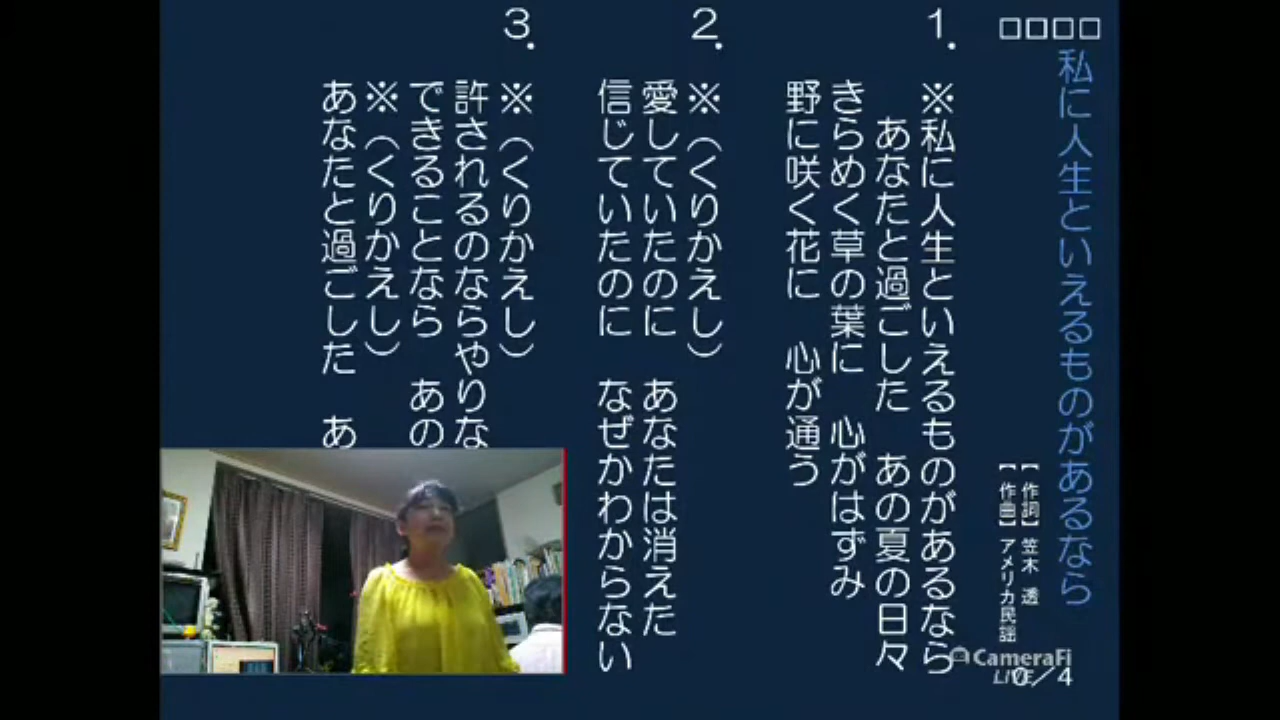 □□□□
私に人生といえるものがあるなら
【作詞】笠木 透
【作曲】アメリカ民謡
1.
※私に人生といえるものがあるなら
あなたと過ごした あの夏の日々
きらめく草の葉に 心がはずみ
野に咲く花に 心が通う
2.
※(くりかえし)
愛していたのに あなたは消えた
信じていたのに なぜかわからない
3.
※(くりかえし)
許されるのならやりな
できることなら あの
※(くりかえし)
あなたと過ごした あ
CameraFi
LIVE
0/4